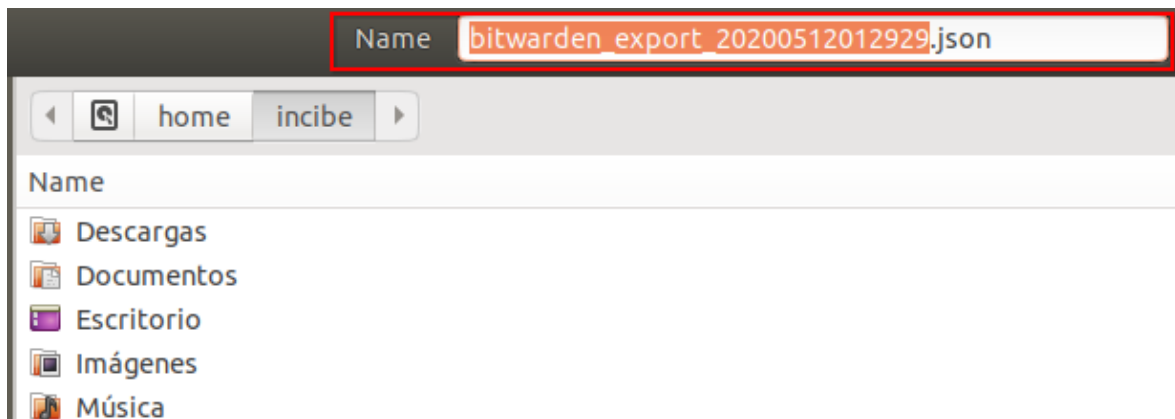 Name bitwarden_export_20200512012929.json
home incibe
Name
Descargas
Documentos
Escritorio
Imágenes
Música